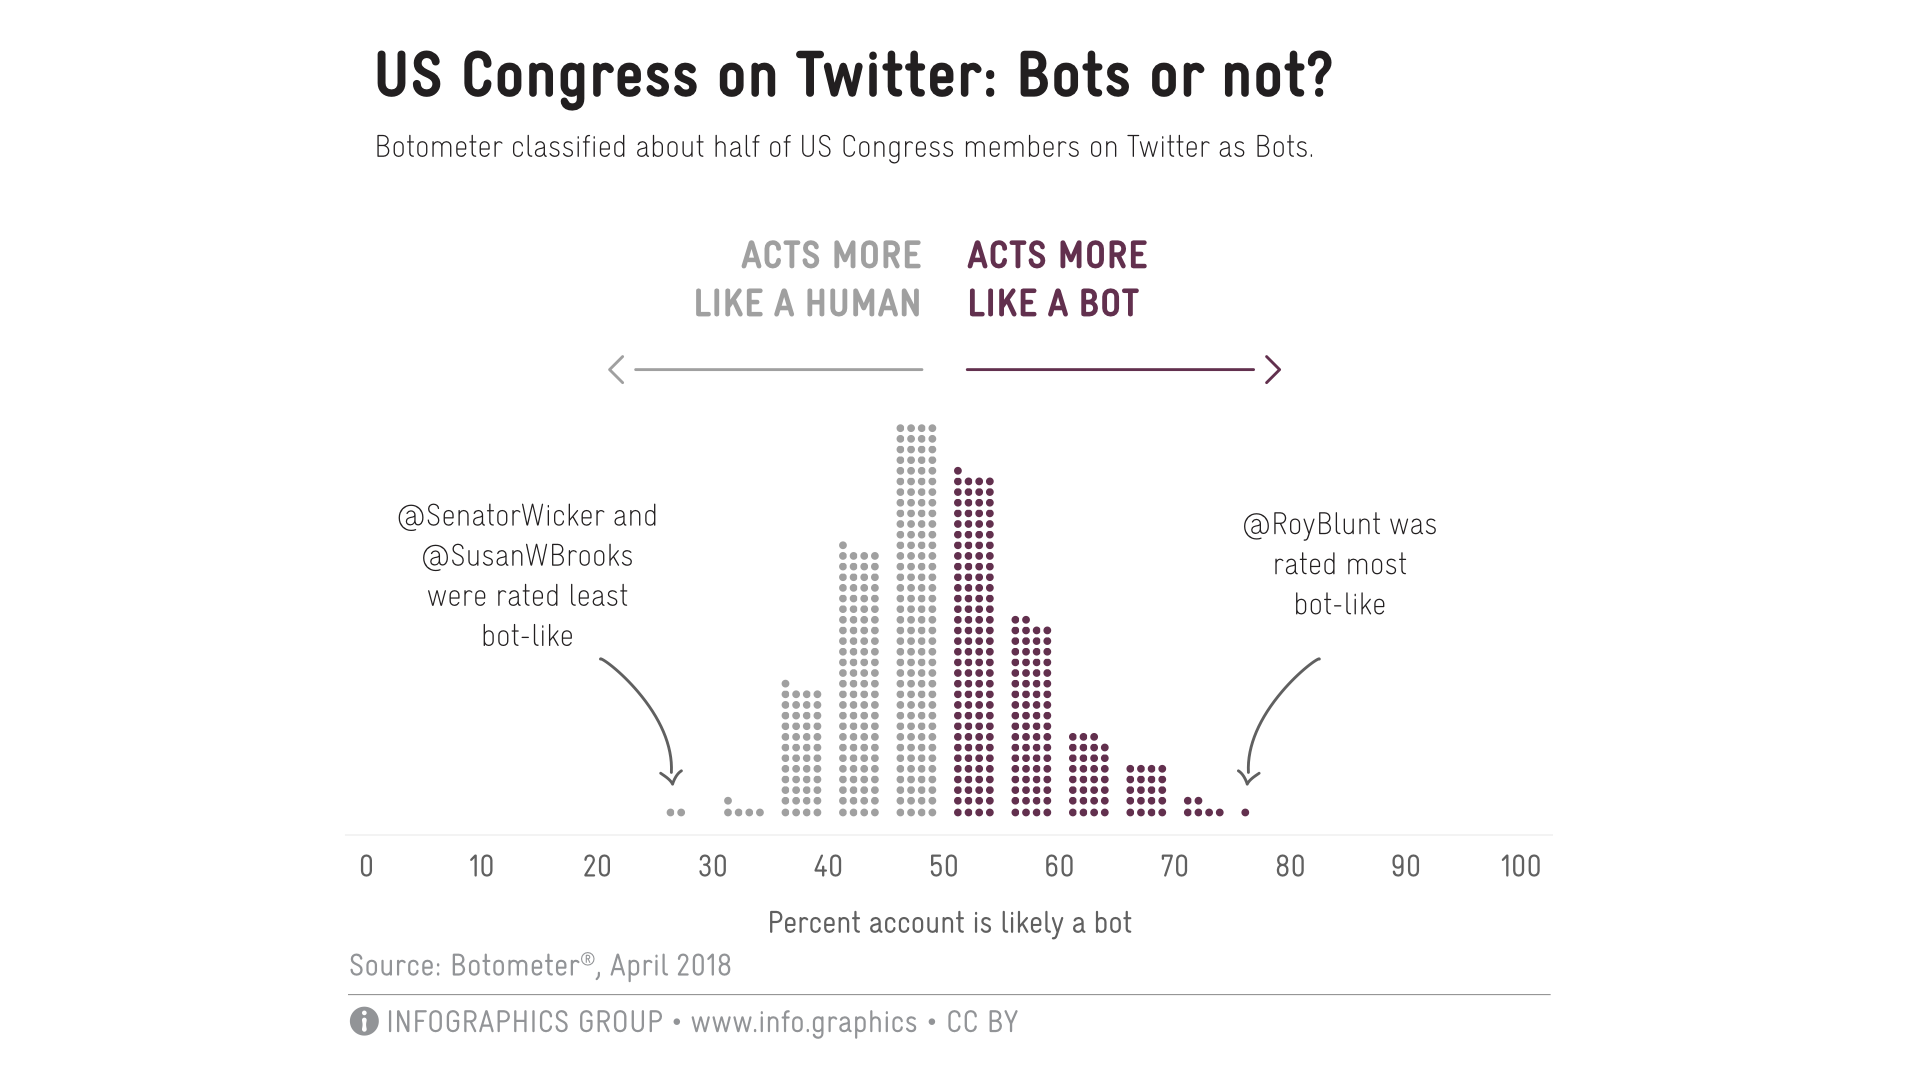 US Congress on Twitter: Bots or not?
Botometer classified about half of US Congress members on Twitter as Bots.
ACTS MORE
LIKE A HUMAN
ACTS MORE
LIKE A BOT
@SenatorWicker and
@SusanWBrooks
were rated least
bot-like
@RoyBlunt was
rated most
bot-like
0 10 20 30 40 50 60 70 80 90 100
Percent account is likely a bot
Source: Botometer®, April 2018
INFOGRAPHICS GROUP • www.info.graphics • CC BY